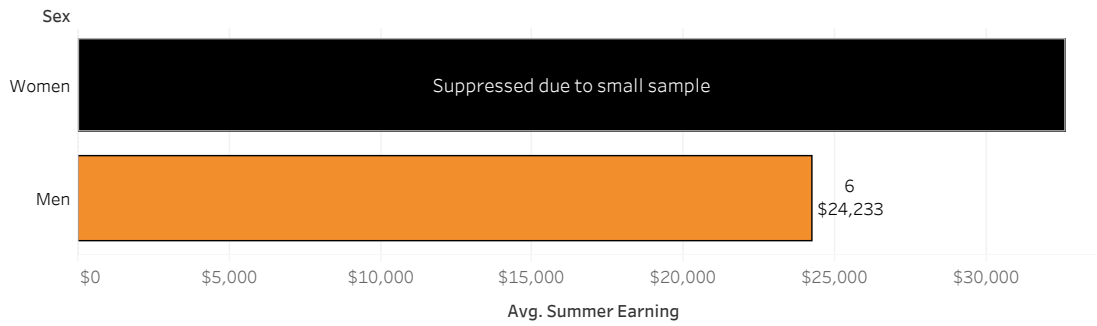 Sex
Women
Suppressed due to small sample
Men
6
$24,233
$0 $5,000 $10,000 $15,000 $20,000 $25,000 $30,000
Avg. Summer Earning